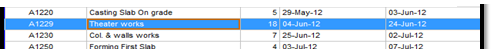 A1220 Casting Slab On grade 5 29-May-12 03-Jun-12
A1229 Theater works 18 04-Jun-12 24-Jun-12
A1230 Col. & walls works 7 25-Jun-12 02-Jul-12
A1250 Forming First Slab 4 03-Jul-12 07-Jul-12